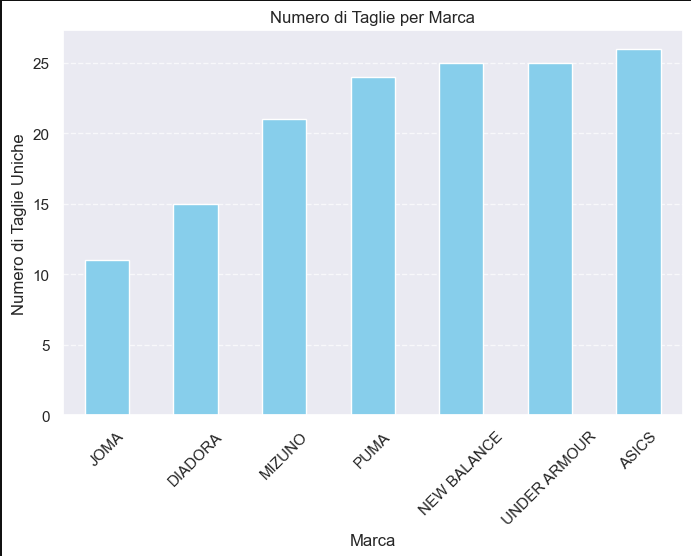 Numero di Taglie per Marca
Numero di Taglie Uniche
25
20
15
10
5
0
JOMA
DIADORA
MIZUNO
PUMA
NEW BALANCE
UNDER ARMOUR
ASICS
Marca